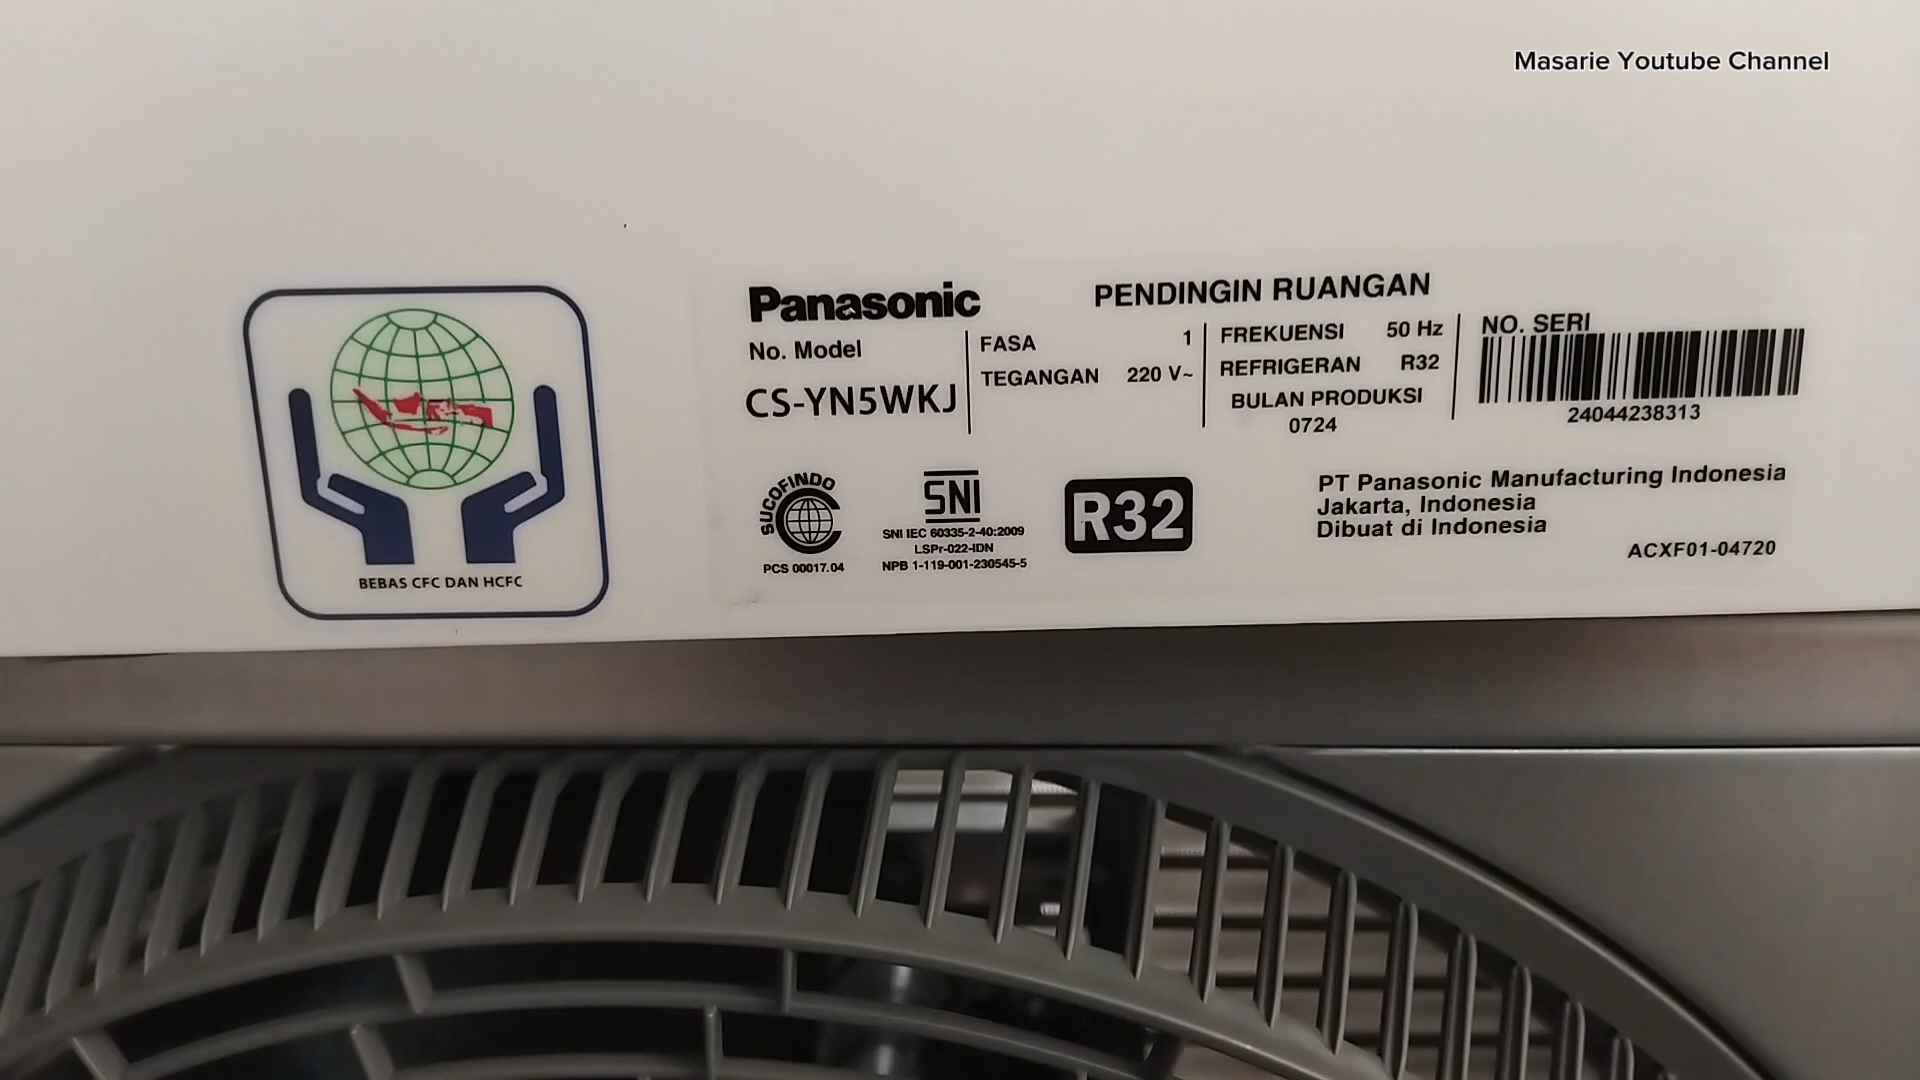 Masarie Youtube Channel
Panasonic
PENDINGIN RUANGAN
No. Model
CS-YN5WKJ
FASA 1
TEGANGAN 220 V~
FREKUENSI 50 Hz
REFRIGERAN R32
BULAN PRODUKSI
0724
NO. SERI
24044238313
BEBAS CFC DAN HCFC
SUCOFINDO
PCS 00017.04
SNI
SNI IEC 60335-2-40:2009
LSPr-022-IDN
NPB 1-119-001-230545-5
R32
PT Panasonic Manufacturing Indonesia
Jakarta, Indonesia
Dibuat di Indonesia
ACXF01-04720